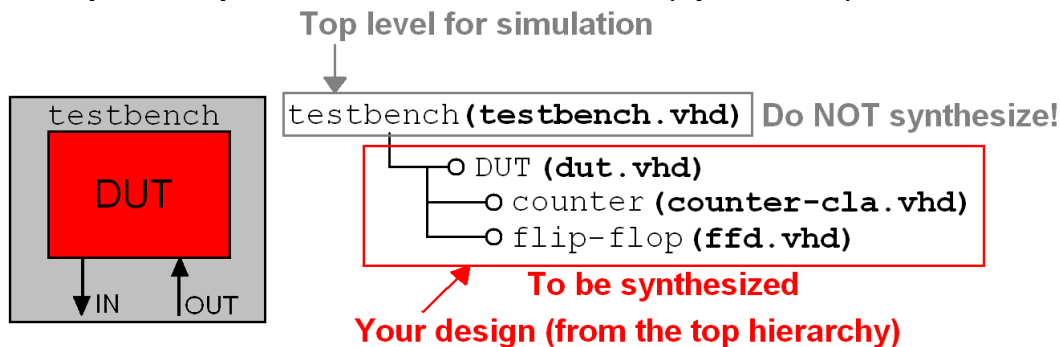 Top level for simulation
testbench
DUT
IN
OUT
testbench(testbench.vhd)
Do NOT synthesize!
DUT (dut.vhd)
counter (counter-cla.vhd)
flip-flop (ffd.vhd)
To be synthesized
Your design (from the top hierarchy)